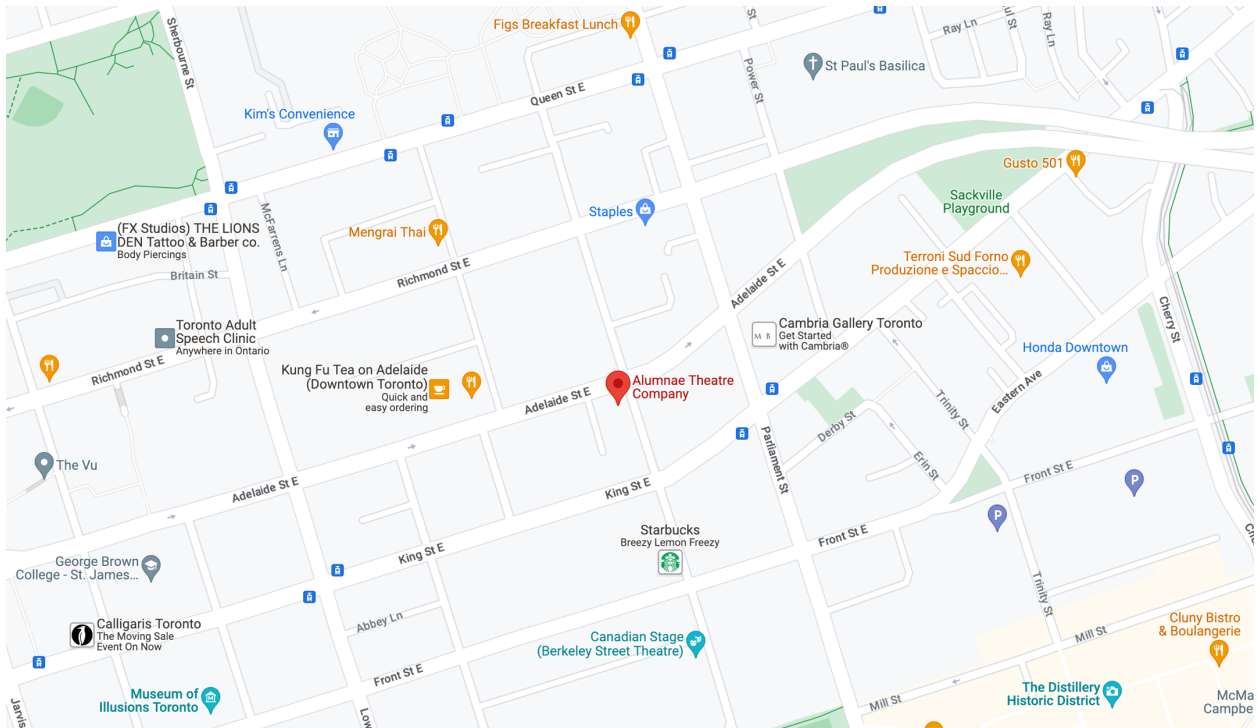 Sherbourne St
Figs Breakfast Lunch
Power St
Ray Ln
Ray Ln
St Paul's Basilica
Queen St E
Kim's Convenience
Gusto 501
Sackville
Playground
Staples
McFarrens Ln
(FX Studios) THE LIONS
DEN Tattoo & Barber co.
Body Piercings
Mengrai Thai
Britain St
Richmond St E
Terroni Sud Forno
Produzione e Spaccio...
Adelaide St E
Cherry St
Toronto Adult
Speech Clinic
Anywhere in Ontario
Cambria Gallery Toronto
Get Started
with Cambria®
M B
Honda Downtown
Richmond St E
Kung Fu Tea on Adelaide
(Downtown Toronto)
Quick and
easy ordering
Alumnae Theatre
Company
Adelaide St E
Eastern Ave
Trinity St
Derby St
Parliament St
Erin St
The Vu
Front St E
P
Adelaide St E
King St E
P
Starbucks
Breezy Lemon Freezy
Front St E
King St E
George Brown
College - St. James...
Trinity St
Abbey Ln
Calligaris Toronto
The Moving Sale
Event On Now
Canadian Stage
(Berkeley Street Theatre)
Mill St
Cluny Bistro
& Boulangerie
Front St E
Museum of
Illusions Toronto
Jarvis
Low
Mill St
The Distillery
Historic District
McMa
Campbe